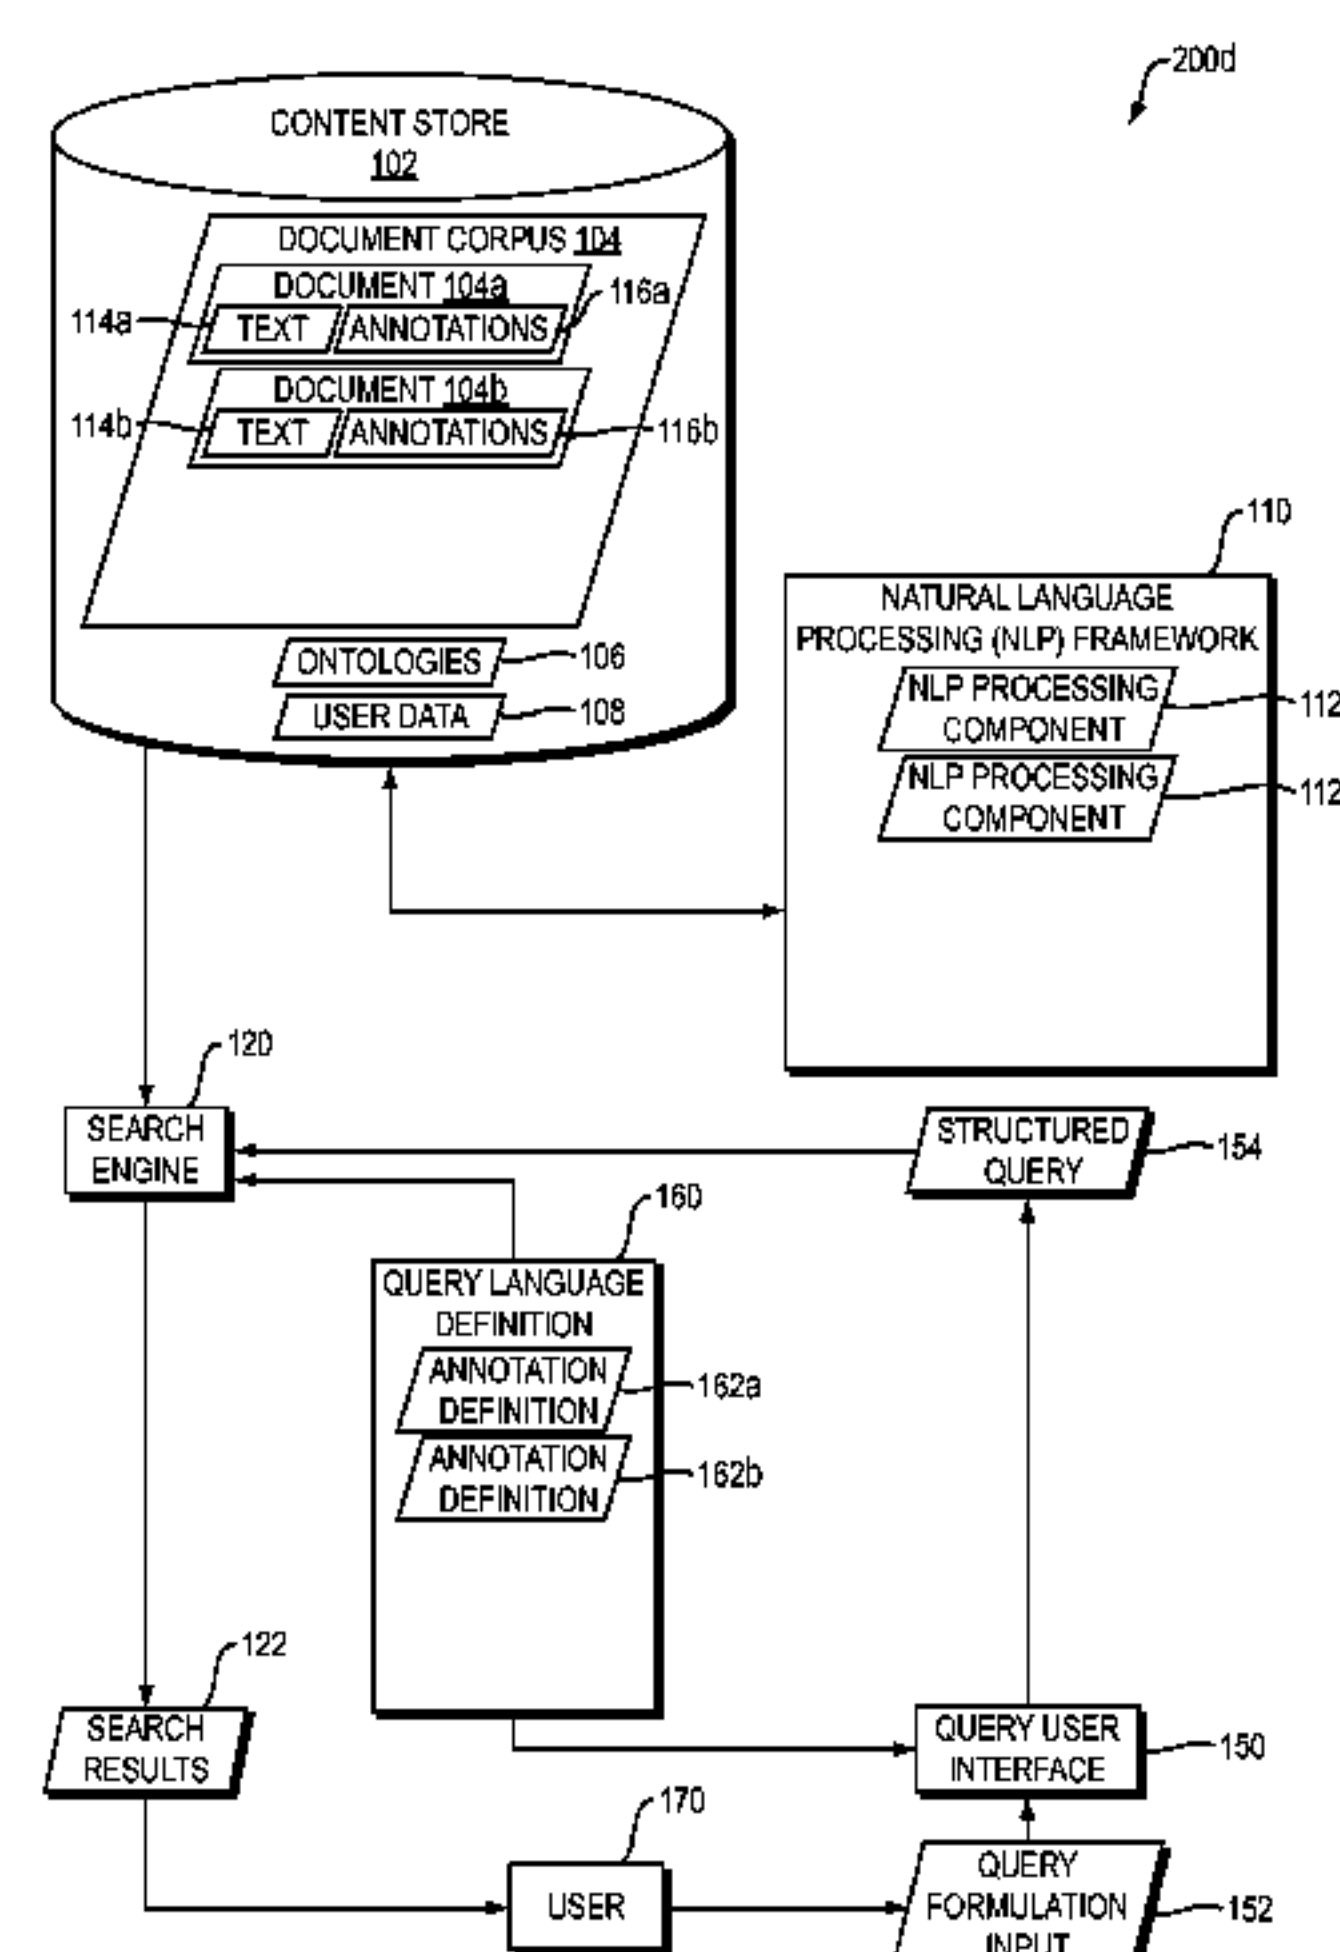 200d
CONTENT STORE
102
DOCUMENT CORPUS 104
DOCUMENT 104a
116a
114a
TEXT
ANNOTATIONS
DOCUMENT 104b
114b
TEXT
ANNOTATIONS
116b
ONTOLOGIES
106
USER DATA
108
110
NATURAL LANGUAGE
PROCESSING (NLP) FRAMEWORK
NLP PROCESSING
COMPONENT
112
NLP PROCESSING
COMPONENT
112
120
SEARCH
ENGINE
STRUCTURED
QUERY
154
160
QUERY LANGUAGE
DEFINITION
ANNOTATION
DEFINITION
162a
ANNOTATION
DEFINITION
162b
122
SEARCH
RESULTS
QUERY USER
INTERFACE
150
170
USER
QUERY
FORMULATION
INPUT
152